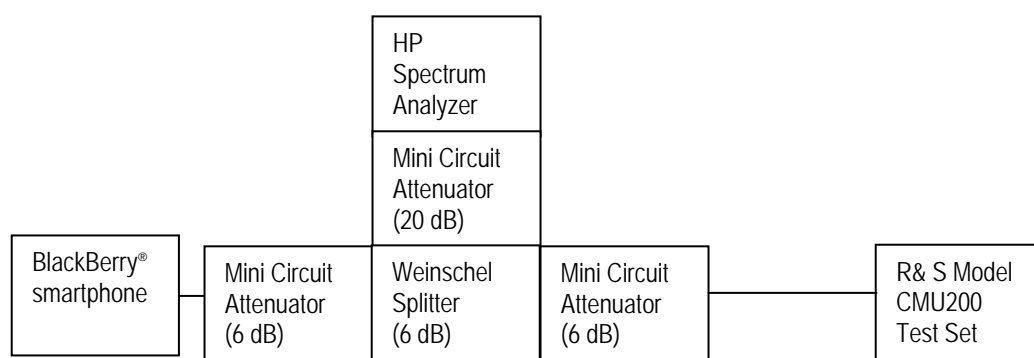 HP
Spectrum
Analyzer
Mini Circuit
Attenuator
(20 dB)
BlackBerry®
smartphone
Mini Circuit
Attenuator
(6 dB)
Weinschel
Splitter
(6 dB)
Mini Circuit
Attenuator
(6 dB)
R& S Model
CMU200
Test Set